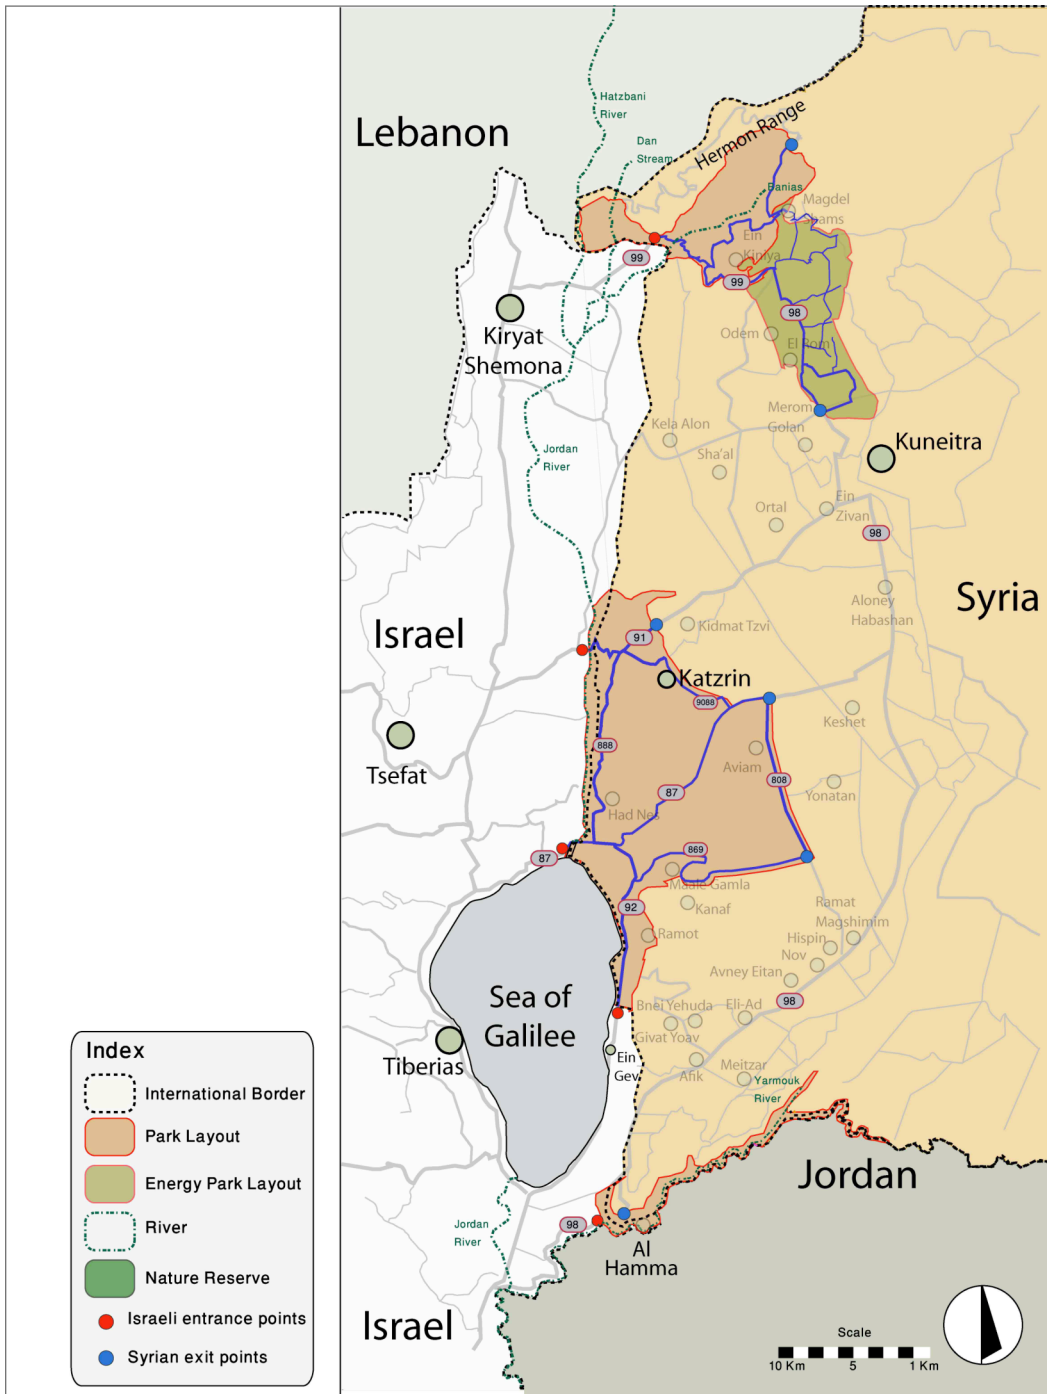 Hatzbani
River
Lebanon
Dan
Stream
Hermon Range
Banias
Magdel
Shams
Ein
Kiniya
99
99
98
Kiryat
Shemona
Odem
El Rom
Merom
Golan
Kela Alon
Kuneitra
Sha'al
Jordan
River
Ortal
Ein
Zivan
98
Syria
Aloney
Habashan
Israel
91
Kidmat Tzvi
Katzrin
9088
Keshet
888
Tsefat
Aviam
808
Yonatan
87
Had Nes
869
87
Maale Gamla
92
Kanaf
Ramat
Magshimim
Ramot
Hispin
Nov
Avney Eitan
98
Sea of
Galilee
Bnei Yehuda
Eli-Ad
Givat Yoav
Tiberias
Ein
Gev
Afik
Meitzar
Yarmouk
River
Jordan
Jordan
River
98
Al
Hamma
Israel
Index
International Border
Park Layout
Energy Park Layout
River
Nature Reserve
Israeli entrance points
Syrian exit points
Scale
10 Km 5 1 Km